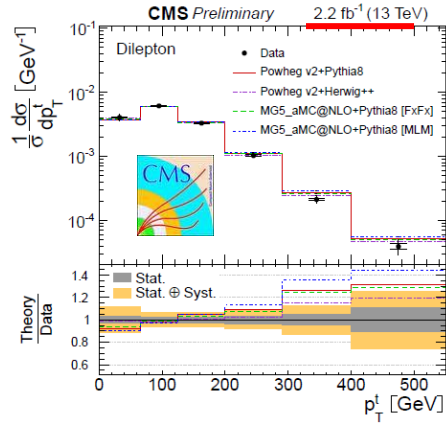 CMS Preliminary 2.2 fb⁻¹ (13 TeV)
10⁻¹
Dilepton
Data
Powheg v2+Pythia8
Powheg v2+Herwig++
MG5_aMC@NLO+Pythia8 [FxFx]
MG5_aMC@NLO+Pythia8 [MLM]
1/σ dσ/dpᵗ_T [GeV⁻¹]
10⁻²
10⁻³
10⁻⁴
CMS
Theory/Data
1.4
1.2
1
0.8
0.6
Stat.
Stat. ⊕ Syst.
0 100 200 300 400 500
pᵗ_T [GeV]